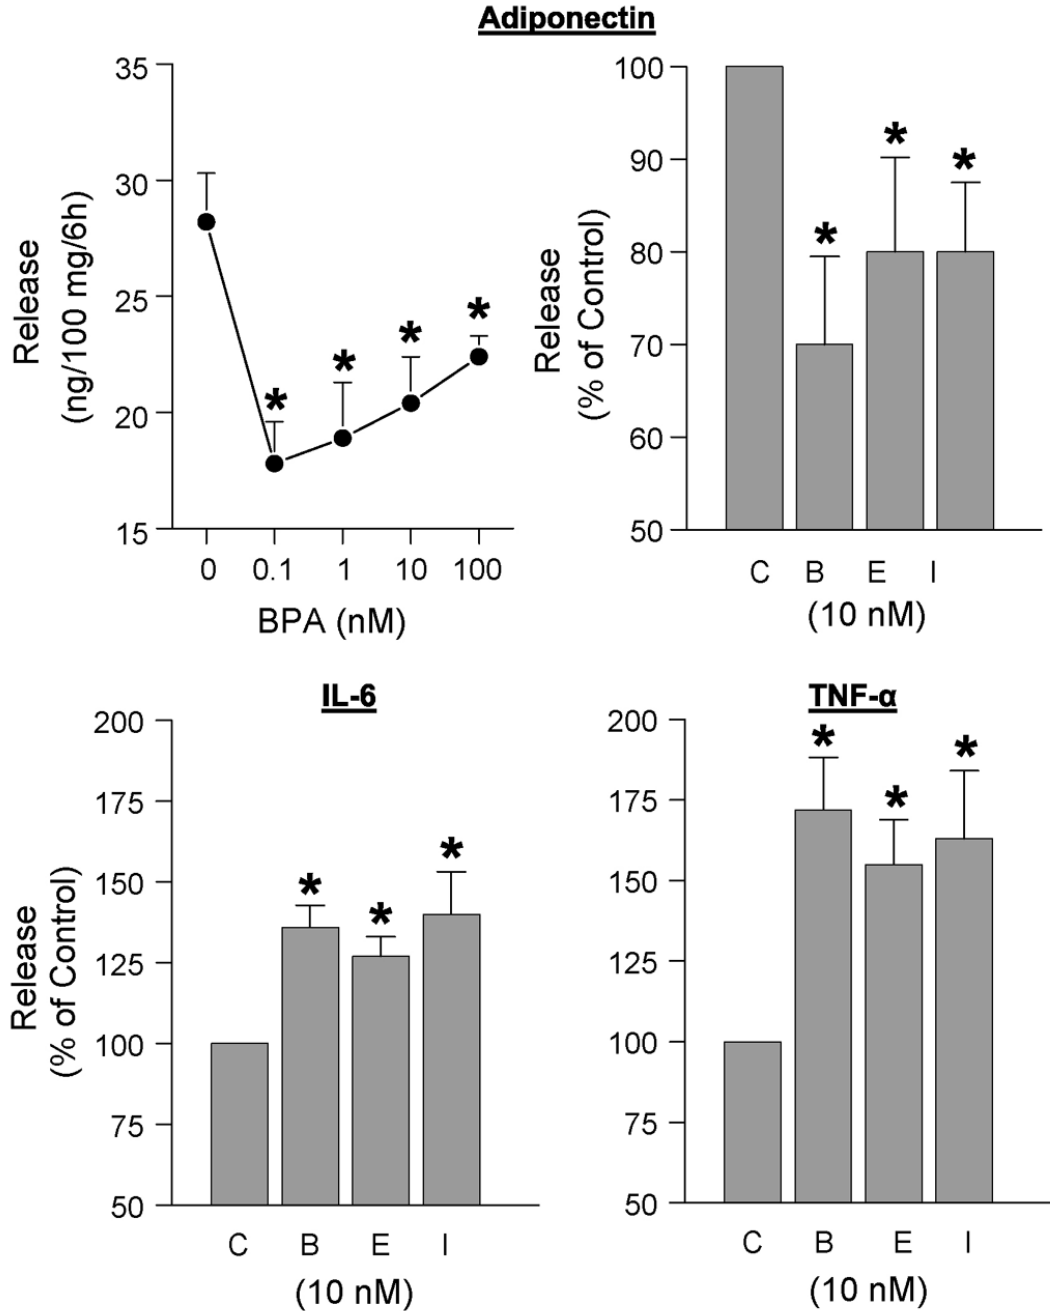 Adiponectin
35
30
25
20
15
Release
(ng/100 mg/6h)
*
*
*
*
0 0.1 1 10 100
BPA (nM)
100
90
80
70
60
50
Release
(% of Control)
*
*
*
C B E I
(10 nM)
IL-6
200
175
150
125
100
75
50
Release
(% of Control)
*
*
*
C B E I
(10 nM)
TNF-α
200
175
150
125
100
75
50
*
*
*
C B E I
(10 nM)